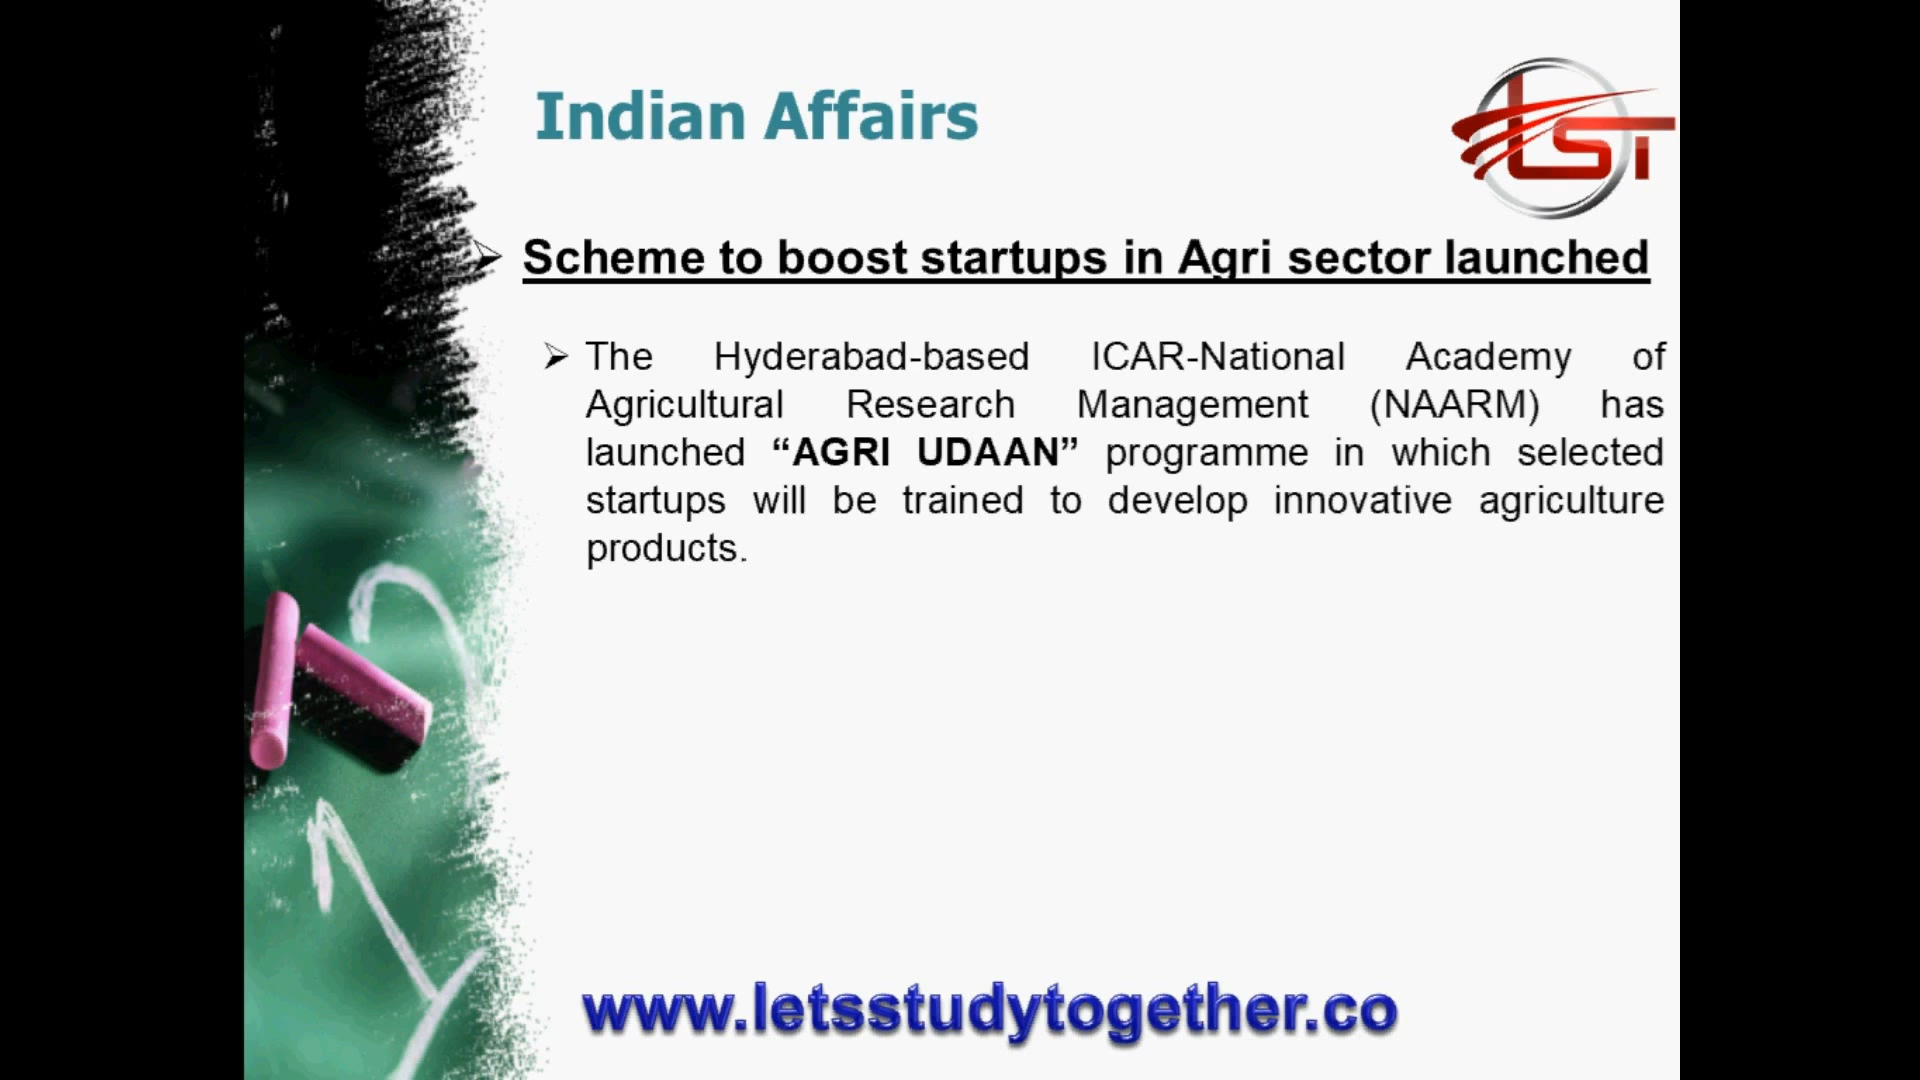 Indian Affairs
LST
Scheme to boost startups in Agri sector launched
The Hyderabad-based ICAR-National Academy of
Agricultural Research Management (NAARM) has
launched “AGRI UDAAN” programme in which selected
startups will be trained to develop innovative agriculture
products.
www.letsstudytogether.co